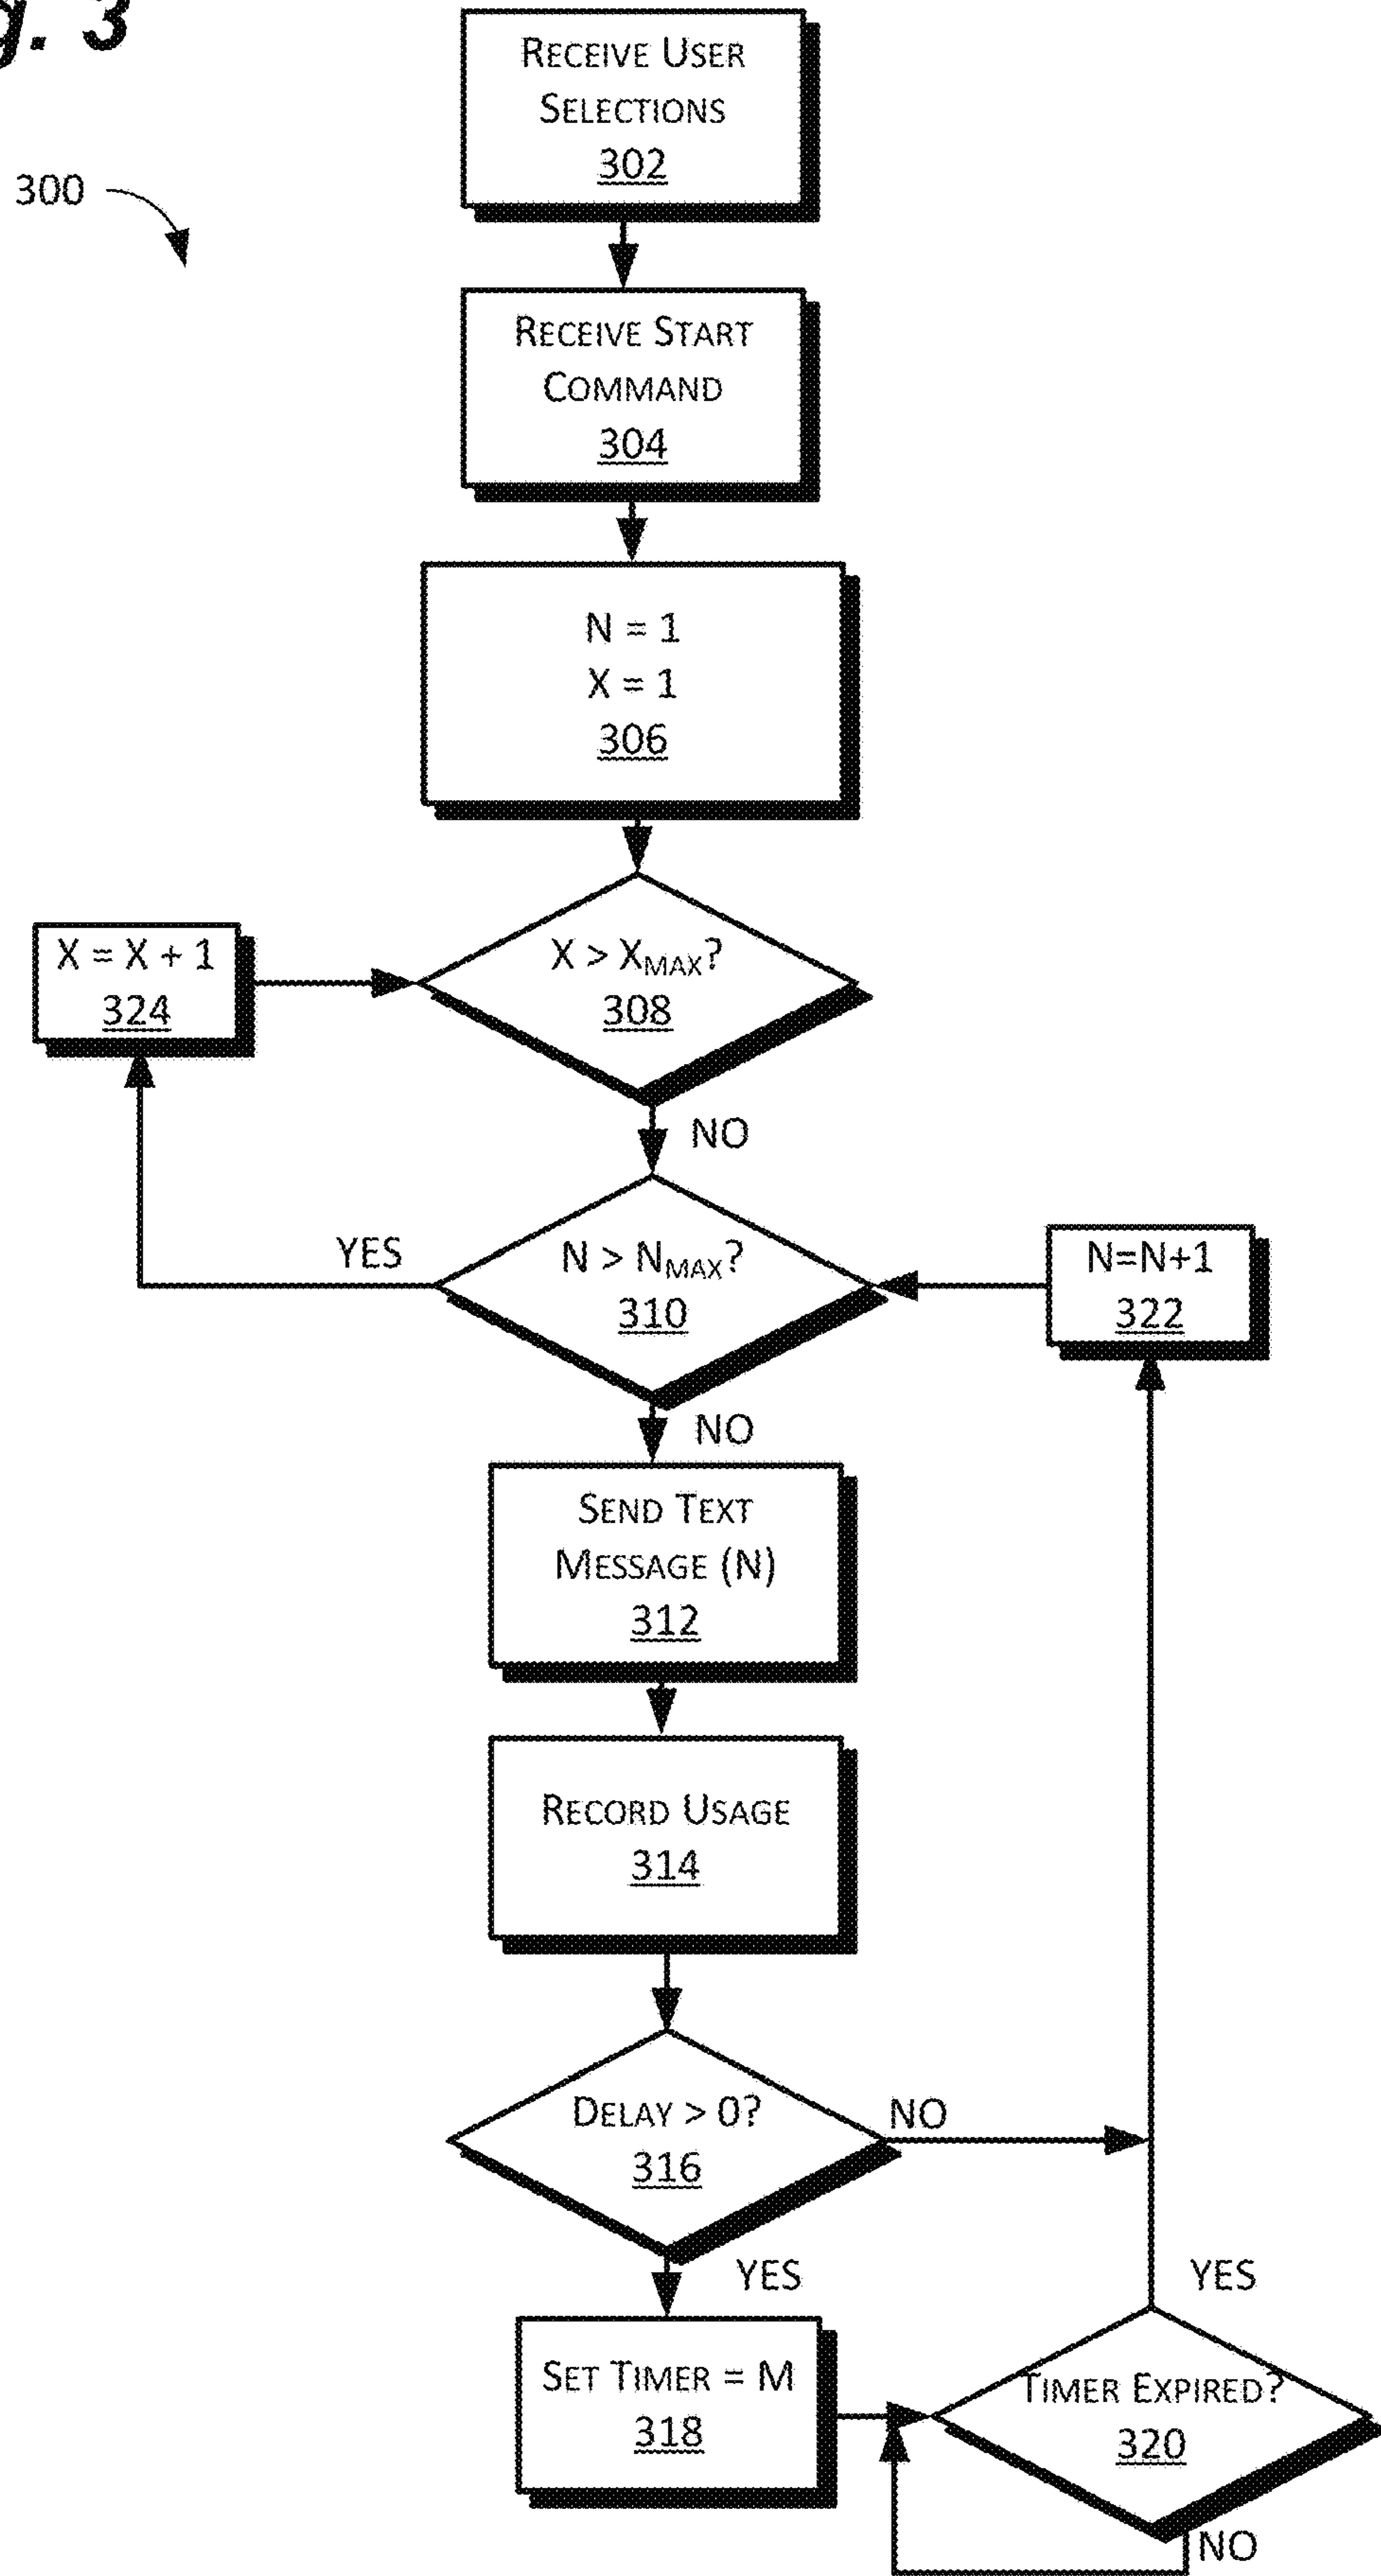 g. 3
300
RECEIVE USER
SELECTIONS
302
RECEIVE START
COMMAND
304
N = 1
X = 1
306
X = X + 1
324
X > XMAX?
308
NO
YES
N > NMAX?
310
N=N+1
322
NO
SEND TEXT
MESSAGE (N)
312
RECORD USAGE
314
DELAY > 0?
316
NO
YES
YES
SET TIMER = M
318
TIMER EXPIRED?
320
NO